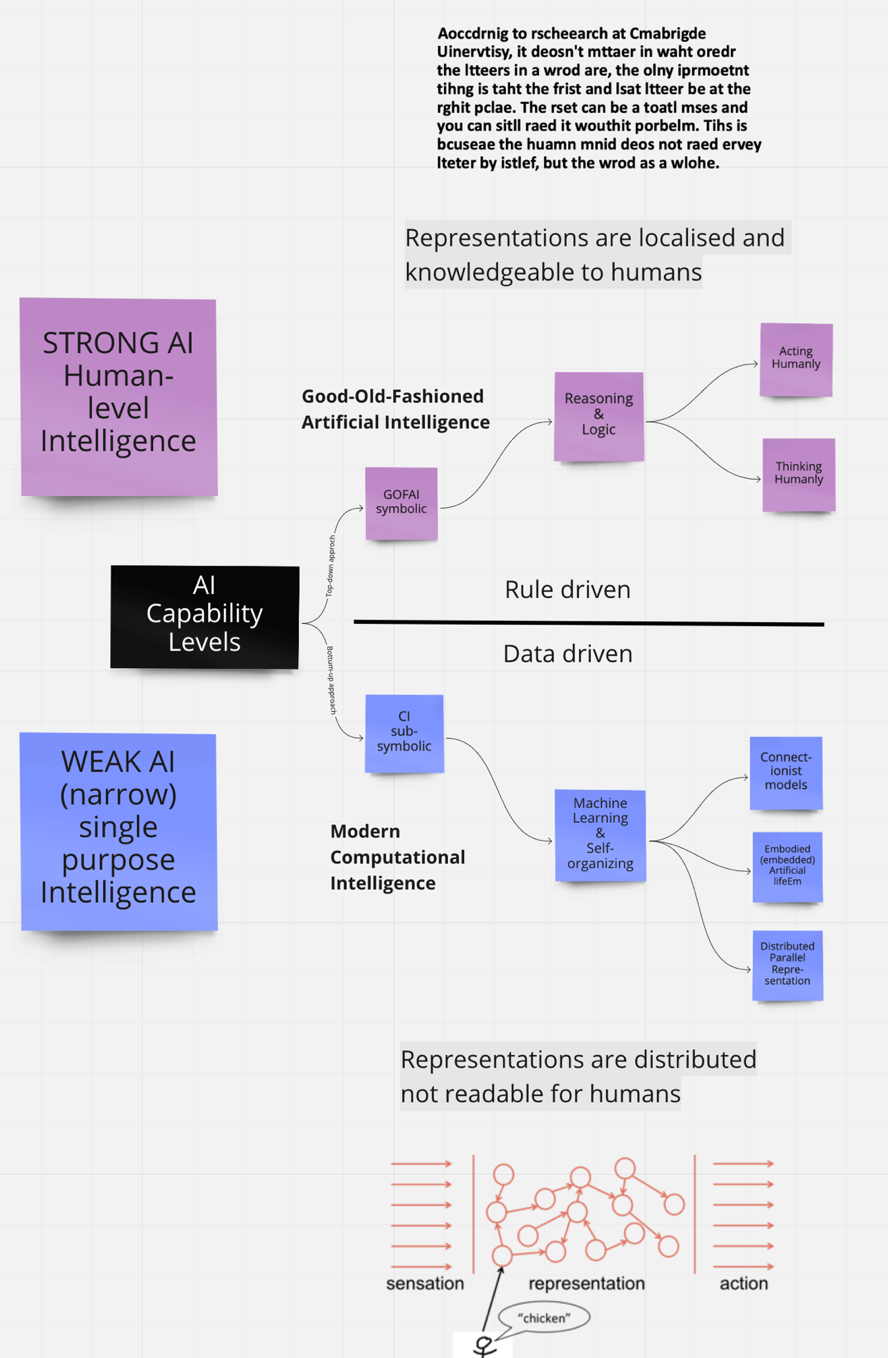 Aoccdrnig to rscheearch at Cmabrigde
Uinervtisy, it deosn't mttaer in waht oredr
the ltteers in a wrod are, the olny iprmoetnt
tihng is taht the frist and lsat ltteer be at the
rghit pclae. The rset can be a toatl mses and
you can sitll raed it wouthit porbelm. Tihs is
bcuseae the huamn mnid deos not raed ervey
lteter by istlef, but the wrod as a wlohe.
Representations are localised and
knowledgeable to humans
STRONG AI
Human-
level
Intelligence
Good-Old-Fashioned
Artificial Intelligence
Reasoning
&
Logic
Acting
Humanly
Thinking
Humanly
GOFAI
symbolic
Top-down approch
AI
Capability
Levels
Rule driven
Data driven
Bottum-up approach
CI
sub-
symbolic
WEAK AI
(narrow)
single
purpose
Intelligence
Modern
Computational
Intelligence
Machine
Learning
&
Self-
organizing
Connect-
ionist
models
Embodied
(embedded)
Artificial
lifeEm
Distributed
Parallel
Repre-
sentation
Representations are distributed
not readable for humans
sensation
representation
action
"chicken"